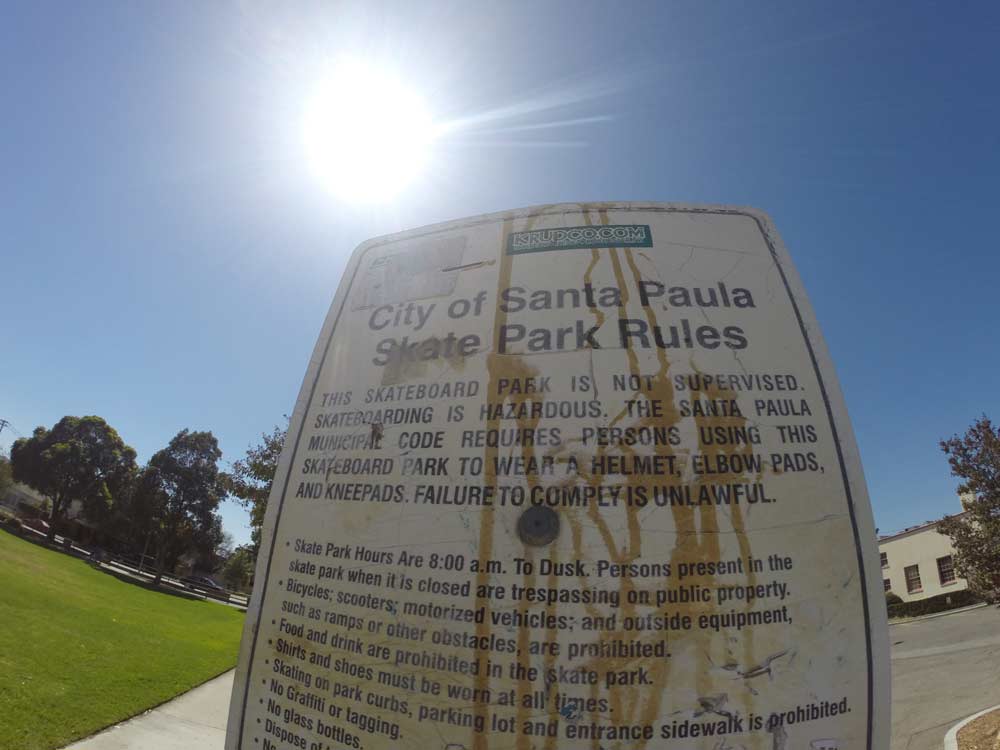 KRUDCO.COM
City of Santa Paula
Skate Park Rules
THIS SKATEBOARD PARK IS NOT SUPERVISED.
SKATEBOARDING IS HAZARDOUS. THE SANTA PAULA
MUNICIPAL CODE REQUIRES PERSONS USING THIS
SKATEBOARD PARK TO WEAR A HELMET, ELBOW PADS,
AND KNEEPADS. FAILURE TO COMPLY IS UNLAWFUL.
• Skate Park Hours Are 8:00 a.m. To Dusk. Persons present in the
skate park when it is closed are trespassing on public property.
• Bicycles; scooters; motorized vehicles; and outside equipment,
such as ramps or other obstacles, are prohibited.
• Food and drink are prohibited in the skate park.
• Shirts and shoes must be worn at all times.
• Skating on park curbs, parking lot and entrance sidewalk is prohibited.
• No Graffiti or tagging.
• No glass bottles.
• Dispose of
• No